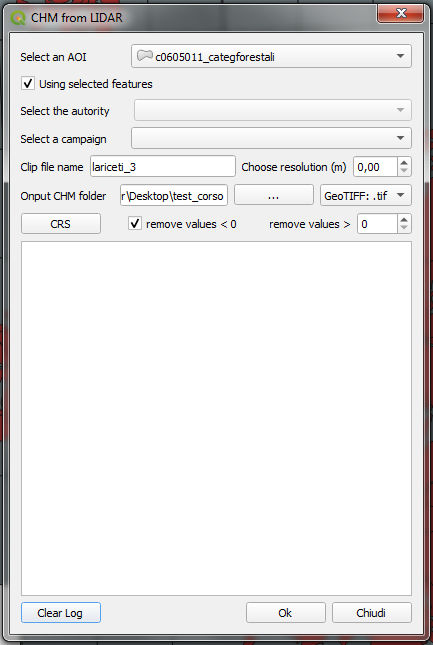 CHM from LIDAR
Select an AOI c0605011_categforestali
Using selected features
Select the autority
Select a campaign
Clip file name lariceti_3 Choose resolution (m) 0,00
Onput CHM folder r\Desktop\test_corso ... GeoTIFF: .tif
CRS remove values < 0 remove values > 0
Clear Log Ok Chiudi